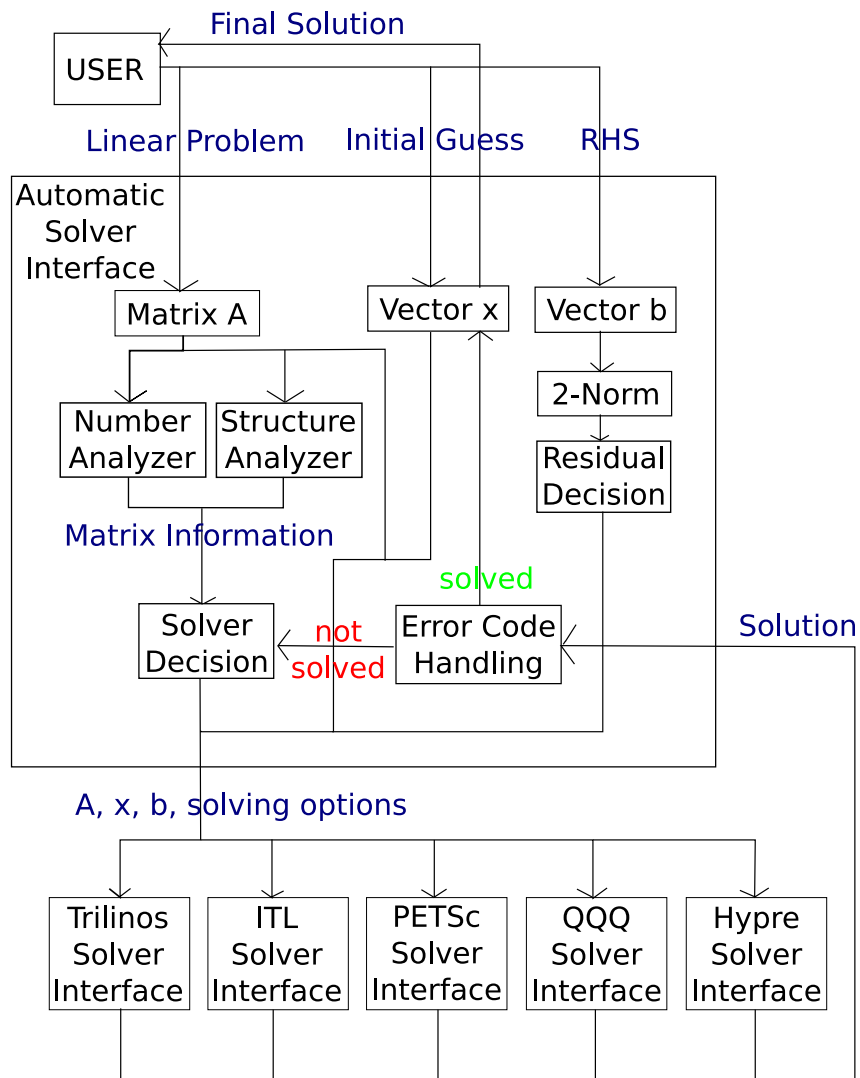 Final Solution
USER
Linear Problem
Initial Guess
RHS
Automatic
Solver
Interface
Matrix A
Vector x
Vector b
2-Norm
Number
Analyzer
Structure
Analyzer
Residual
Decision
Matrix Information
solved
Solver
Decision
not
solved
Error Code
Handling
Solution
A, x, b, solving options
Trilinos
Solver
Interface
ITL
Solver
Interface
PETSc
Solver
Interface
QQQ
Solver
Interface
Hypre
Solver
Interface